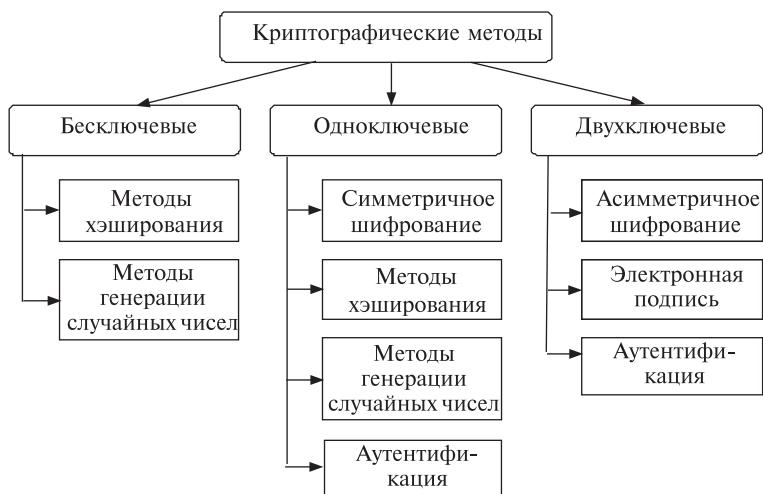 Криптографические методы
Бесключевые
Одноключевые
Двухключевые
Методы
хэширования
Методы
генерации
случайных чисел
Симметричное
шифрование
Методы
хэширования
Методы
генерации
случайных чисел
Аутентифи-
кация
Асимметричное
шифрование
Электронная
подпись
Аутентифи-
кация